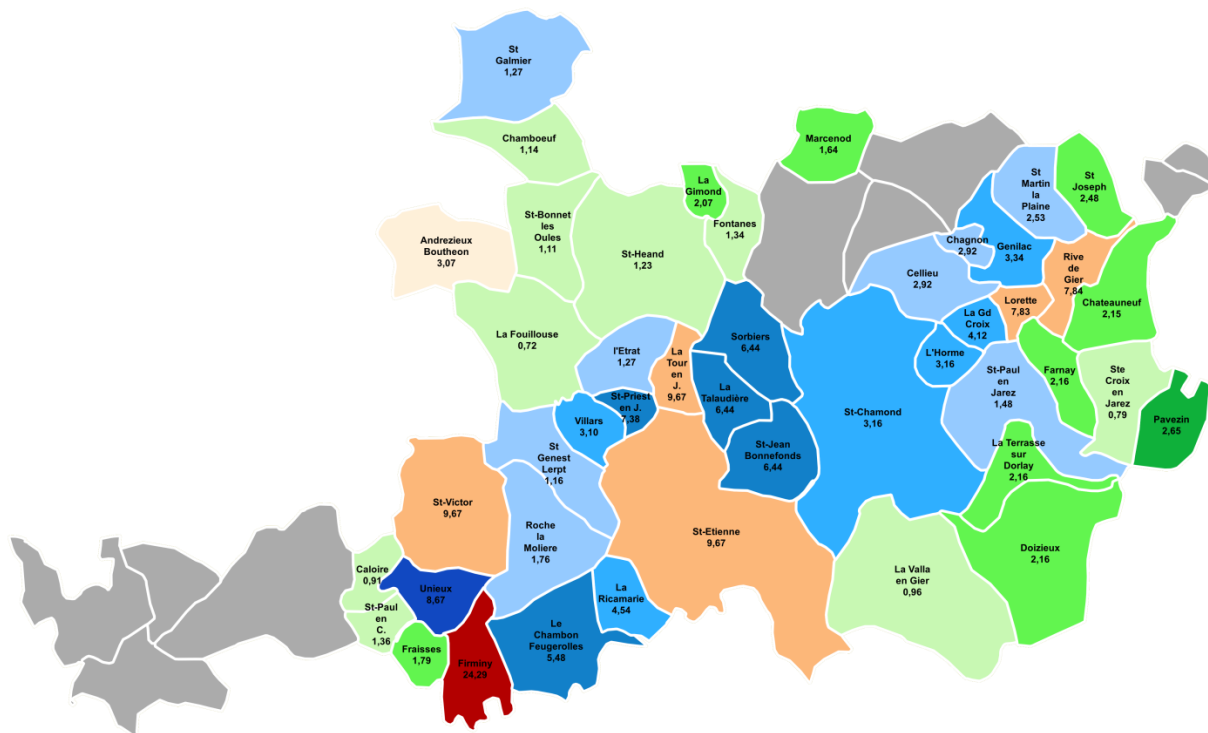 St
Galmier
1,27
Chamboeuf
1,14
Marcenod
1,64
La
Gimond
2,07
Fontanes
1,34
St
Martin
la
Plaine
2,53
St
Joseph
2,48
St-Bonnet
les
Oules
1,11
Andrezieux
Boutheon
3,07
St-Heand
1,23
Chagnon
2,92
Genilac
3,34
Cellieu
2,92
Rive
de
Gier
7,84
Lorette
7,83
Chateauneuf
2,15
La Gd
Croix
4,12
L'Horme
3,16
La Fouillouse
0,72
l'Etrat
1,27
La
Tour
en
J.
9,67
Sorbiers
6,44
La
Talaudière
6,44
St-Priest
en J.
7,38
Villars
3,10
St-Jean
Bonnefonds
6,44
St-Chamond
3,16
St-Paul
en
Jarez
1,48
Farnay
2,16
Ste
Croix
en
Jarez
0,79
Pavezin
2,65
La Terrasse
sur
Dorlay
2,16
St
Genest
Lerpt
1,16
St-Victor
9,67
Roche
la
Moliere
1,76
St-Etienne
9,67
Doizieux
2,16
La Valla
en Gier
0,96
Caloire
0,91
Unieux
8,67
St-Paul
en
C.
1,36
Fraisses
1,79
Firminy
24,29
Le
Chambon
Feugerolles
5,48
La
Ricamarie
4,54